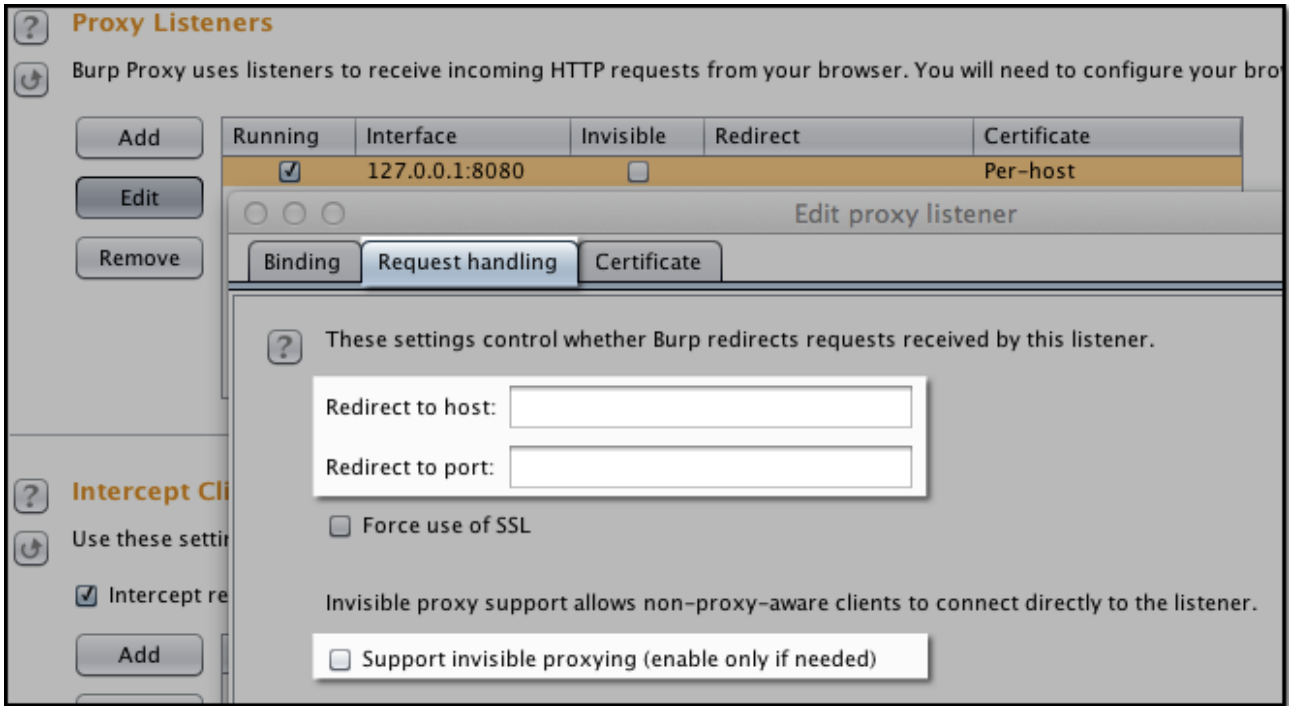 Proxy Listeners
Burp Proxy uses listeners to receive incoming HTTP requests from your browser. You will need to configure your bro
Add
Running Interface Invisible Redirect Certificate
127.0.0.1:8080 Per-host
Edit
Edit proxy listener
Remove
Binding Request handling Certificate
These settings control whether Burp redirects requests received by this listener.
Redirect to host:
Redirect to port:
Intercept Cli
Force use of SSL
Use these settin
Intercept re
Invisible proxy support allows non-proxy-aware clients to connect directly to the listener.
Add
Support invisible proxying (enable only if needed)